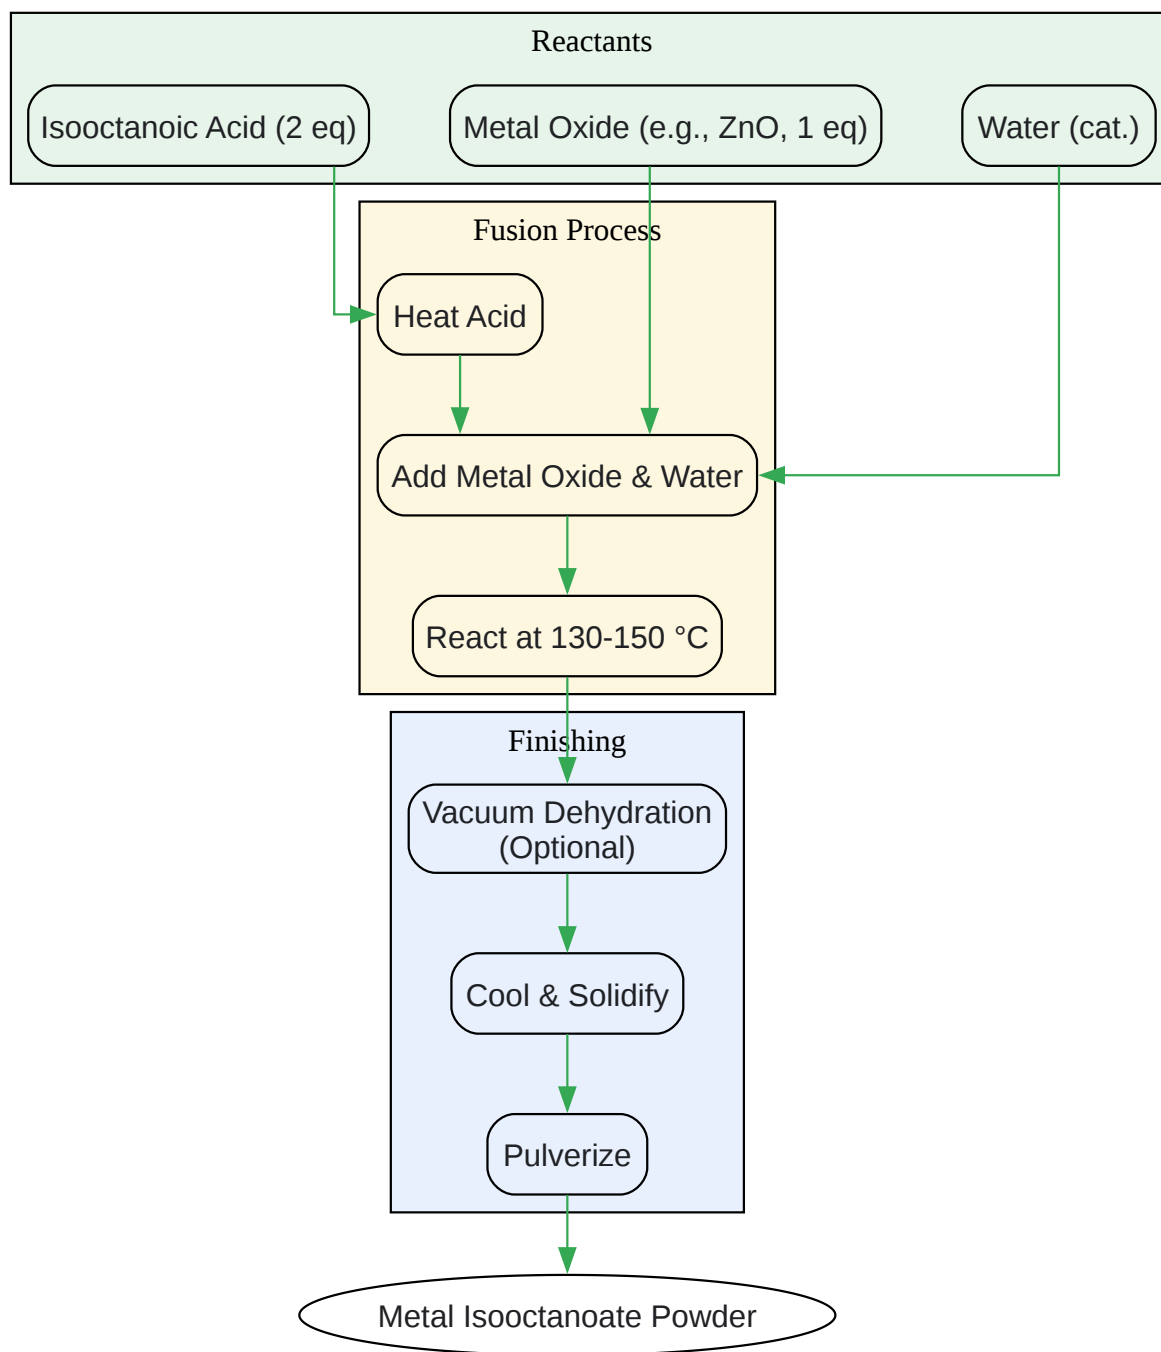 Reactants
Isooctanoic Acid (2 eq)
Metal Oxide (e.g., ZnO, 1 eq)
Water (cat.)
Fusion Process
Heat Acid
Add Metal Oxide & Water
React at 130-150 °C
Finishing
Vacuum Dehydration
(Optional)
Cool & Solidify
Pulverize
Metal Isooctanoate Powder